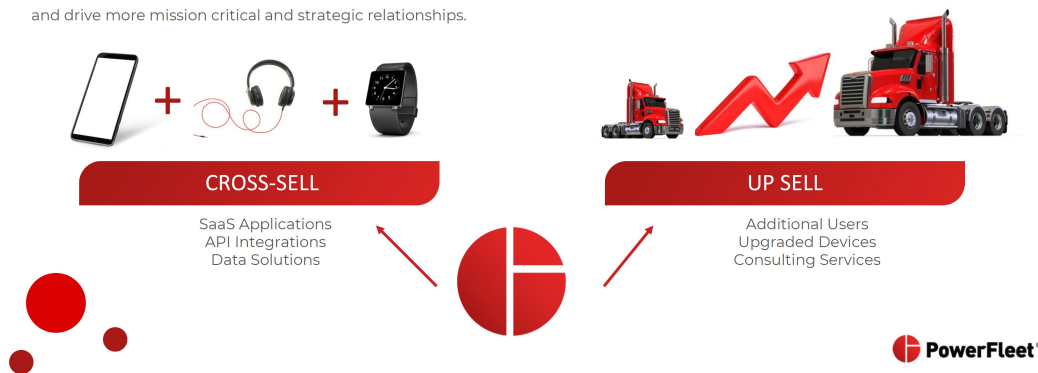 and drive more mission critical and strategic relationships.
CROSS-SELL
SaaS Applications
API Integrations
Data Solutions
UP SELL
Additional Users
Upgraded Devices
Consulting Services
PowerFleet